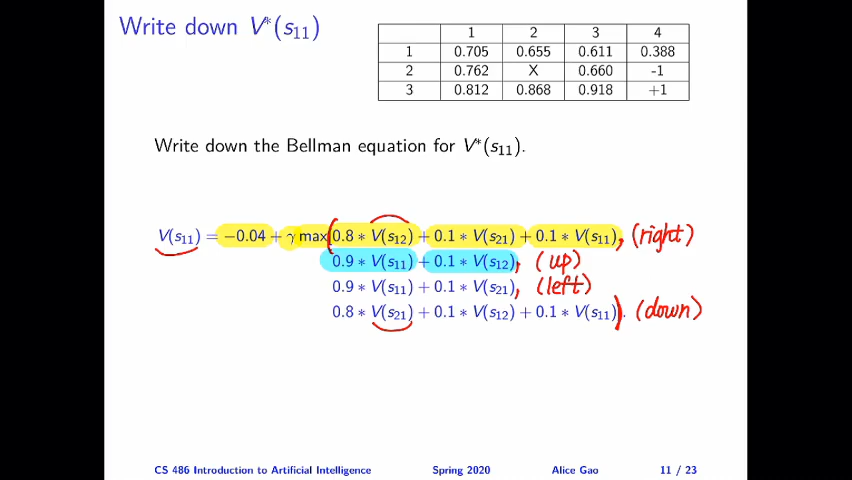 Write down V*(s11)
1 2 3 4
1 0.705 0.655 0.611 0.388
2 0.762 X 0.660 -1
3 0.812 0.868 0.918 +1
Write down the Bellman equation for V*(s11).
V(s11) = −0.04 + γ max(0.8 ∗ V(s12) + 0.1 ∗ V(s21) + 0.1 ∗ V(s11), (right)
0.9 ∗ V(s11) + 0.1 ∗ V(s12), (up)
0.9 ∗ V(s11) + 0.1 ∗ V(s21), (left)
0.8 ∗ V(s21) + 0.1 ∗ V(s12) + 0.1 ∗ V(s11)). (down)
CS 486 Introduction to Artificial Intelligence Spring 2020 Alice Gao 11 / 23